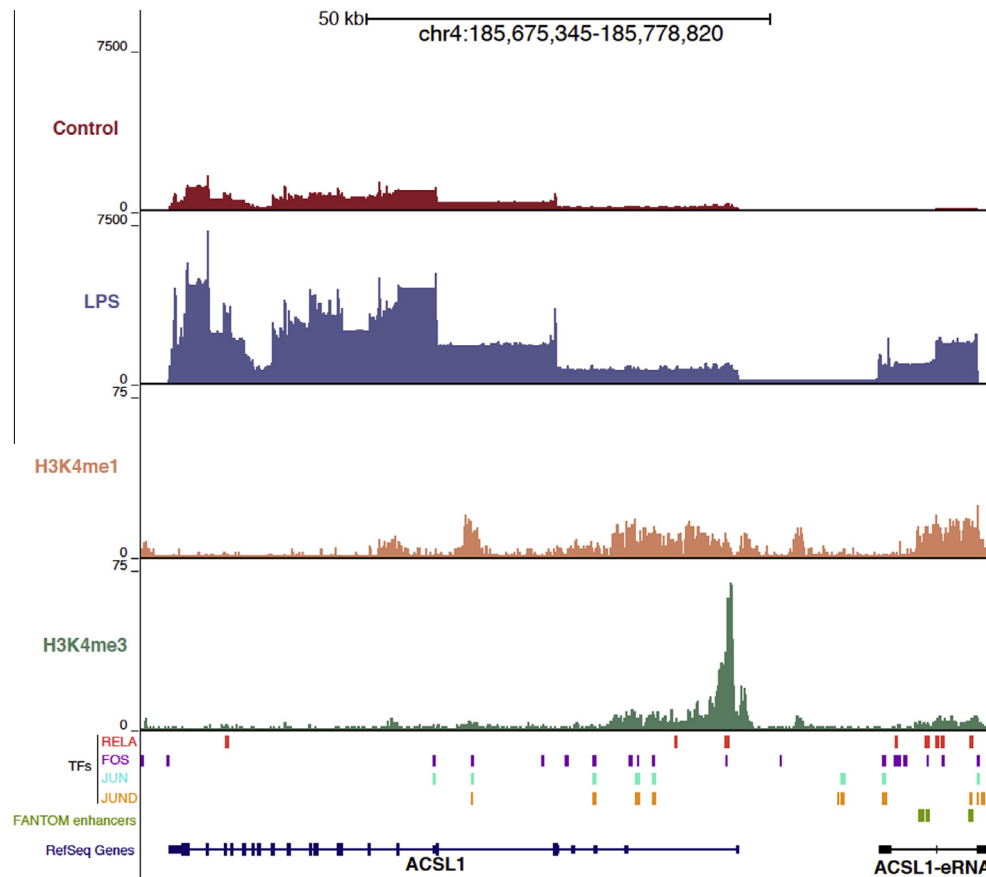 50 kb
chr4:185,675,345-185,778,820
7500
Control
0
7500
LPS
0
75
H3K4me1
0
75
H3K4me3
0
TFs
RELA
FOS
JUN
JUND
FANTOM enhancers
RefSeq Genes
ACSL1
ACSL1-eRNA